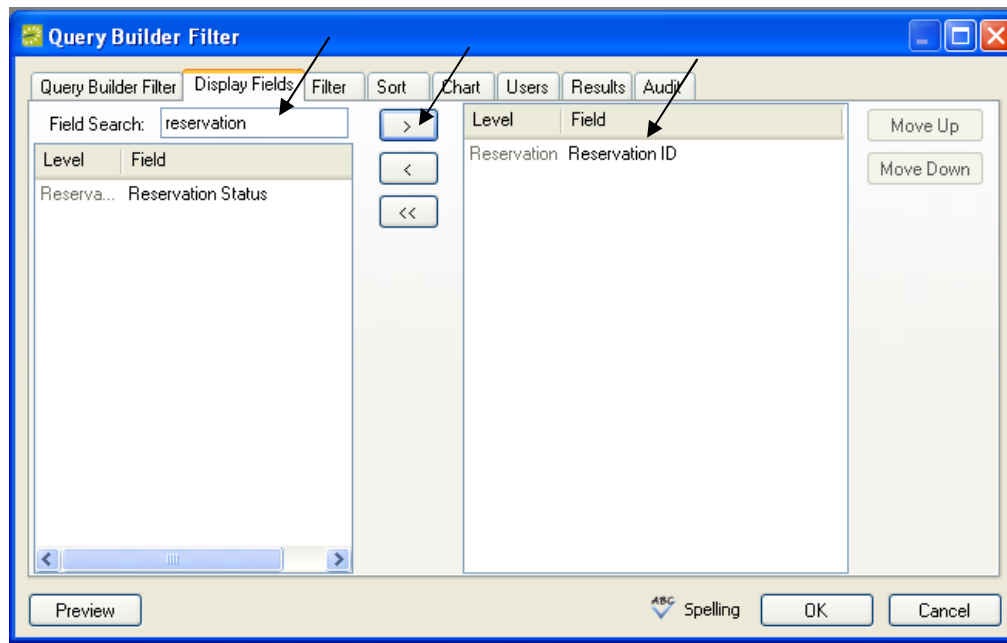 Query Builder Filter
Query Builder Filter Display Fields Filter Sort Chart Users Results Audit
Field Search: reservation
>
<
<<
Level Field
Reserva... Reservation Status
Level Field
Reservation Reservation ID
Move Up
Move Down
Preview
ABC Spelling
OK
Cancel